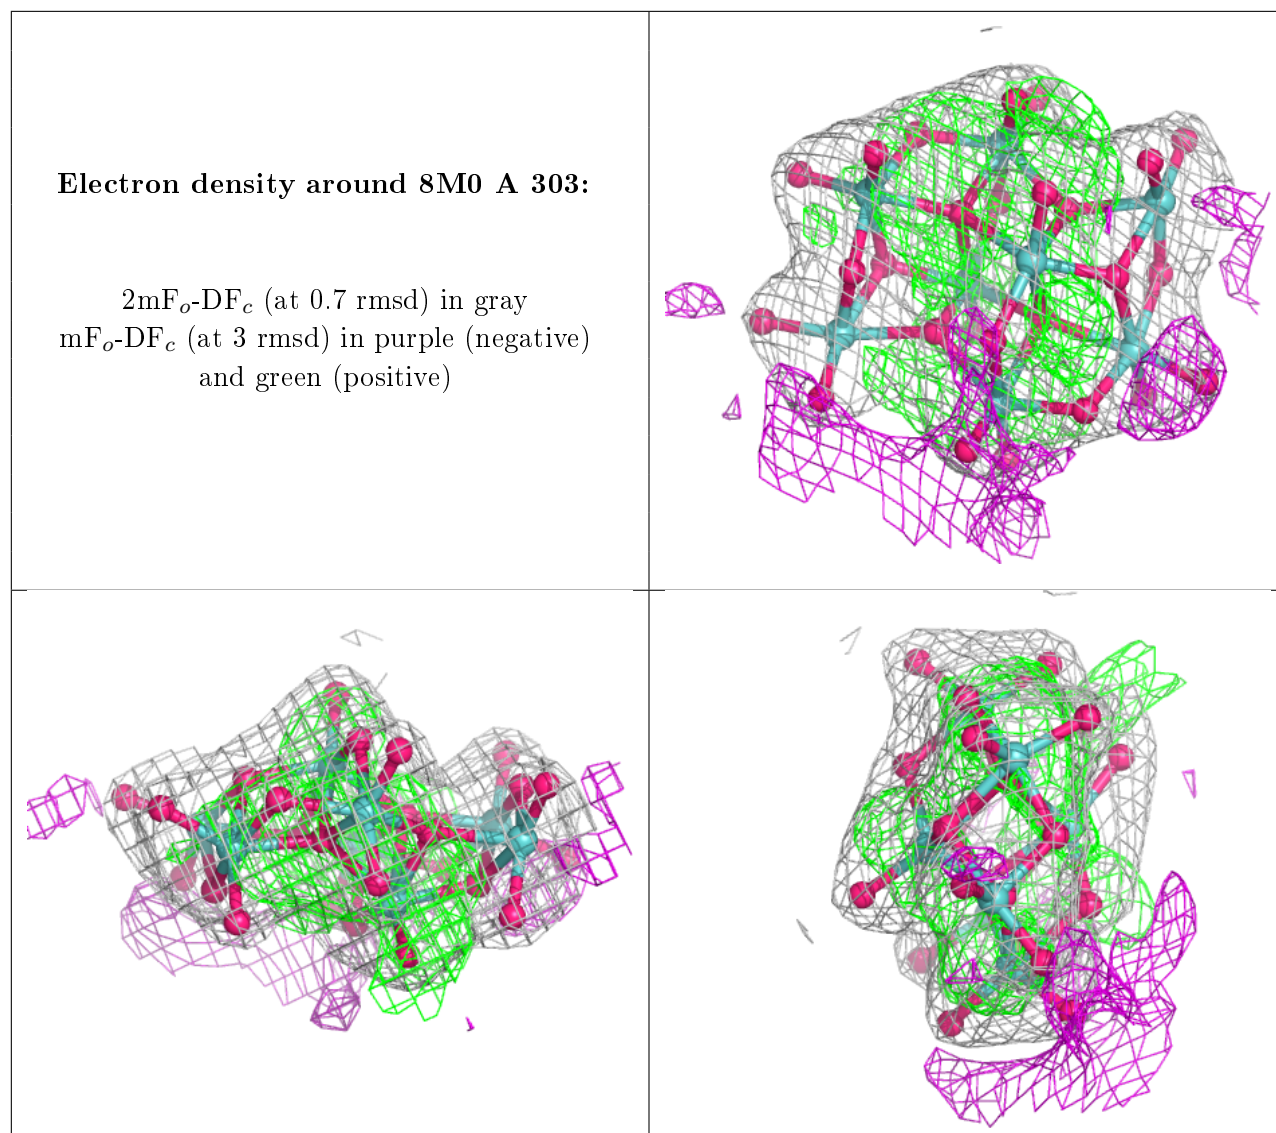 Electron density around 8M0 A 303:
2mFₒ-DF𝒸 (at 0.7 rmsd) in gray
mFₒ-DF𝒸 (at 3 rmsd) in purple (negative)
and green (positive)